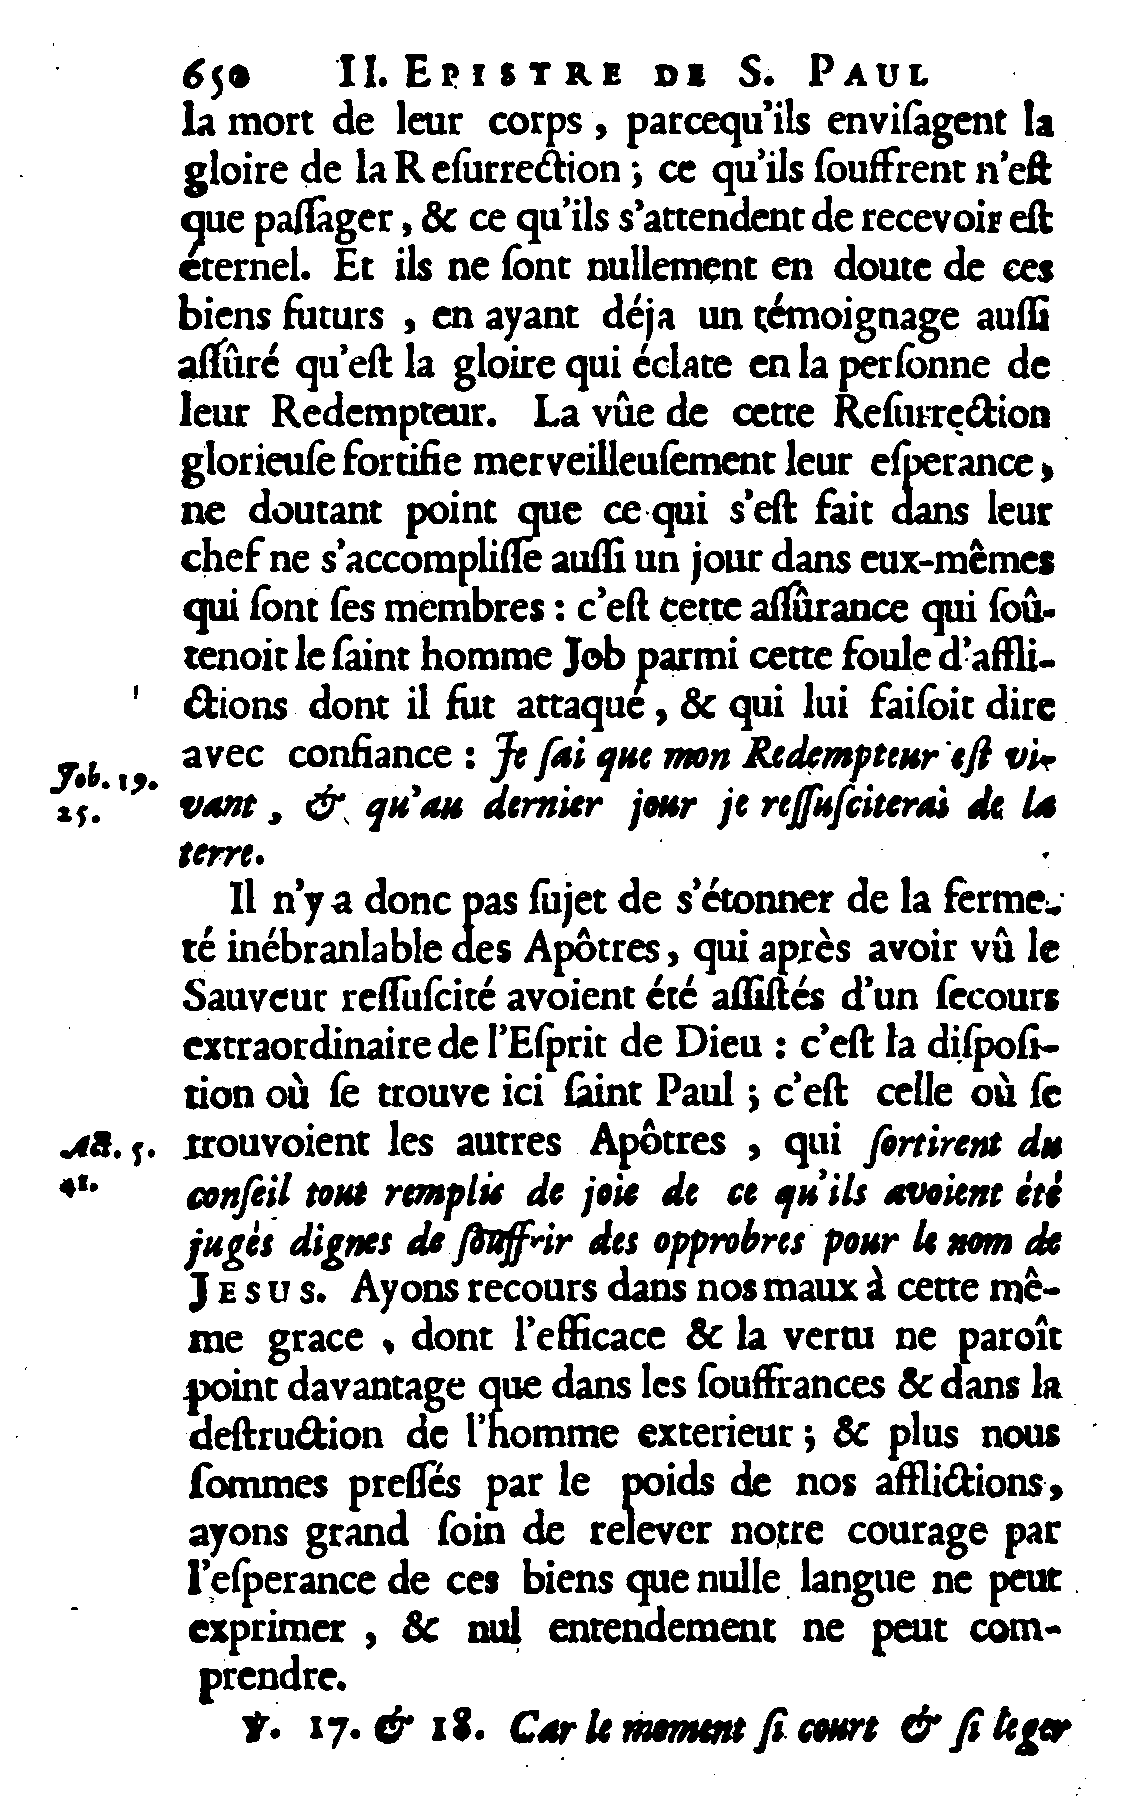 650 II. EPISTRE DE S. PAUL
la mort de leur corps, parcequ'ils enviſagent la
gloire de la Reſurrection; ce qu'ils ſouffrent n'eſt
que paſſager, & ce qu'ils s'attendent de recevoir eſt
éternel. Et ils ne ſont nullement en doute de ces
biens futurs, en ayant déja un témoignage auſſi
aſſûré qu'eſt la gloire qui éclate en la perſonne de
leur Redempteur. La vûe de cette Reſurrection
glorieuſe fortifie merveilleuſement leur eſperance,
ne doutant point que ce qui s'eſt fait dans leur
chef ne s'accompliſſe auſſi un jour dans eux-mêmes
qui ſont ſes membres: c'eſt cette aſſûrance qui ſoû-
tenoit le ſaint homme Job parmi cette foule d'affli-
ctions dont il fut attaqué, & qui lui faiſoit dire
avec confiance: Je ſai que mon Redempteur eſt vi-
Job. 19.
25.
vant, & qu'au dernier jour je reſſuſciterai de la
terre.
Il n'y a donc pas ſujet de s'étonner de la ferme-
té inébranlable des Apôtres, qui après avoir vû le
Sauveur reſſuſcité avoient été aſſiſtés d'un ſecours
extraordinaire de l'Eſprit de Dieu: c'eſt la diſpoſi-
tion où ſe trouve ici ſaint Paul; c'eſt celle où ſe
Act. 5.
41.
trouvoient les autres Apôtres, qui ſortirent du
conſeil tout remplis de joie de ce qu'ils avoient été
jugés dignes de ſouffrir des opprobres pour le nom de
JESUS. Ayons recours dans nos maux à cette mê-
me grace, dont l'efficace & la vertu ne paroît
point davantage que dans les ſouffrances & dans la
deſtruction de l'homme exterieur; & plus nous
ſommes preſſés par le poids de nos afflictions,
ayons grand ſoin de relever notre courage par
l'eſperance de ces biens que nulle langue ne peut
exprimer, & nul entendement ne peut com-
prendre.
℣. 17. & 18. Car le moment ſi court & ſi leger